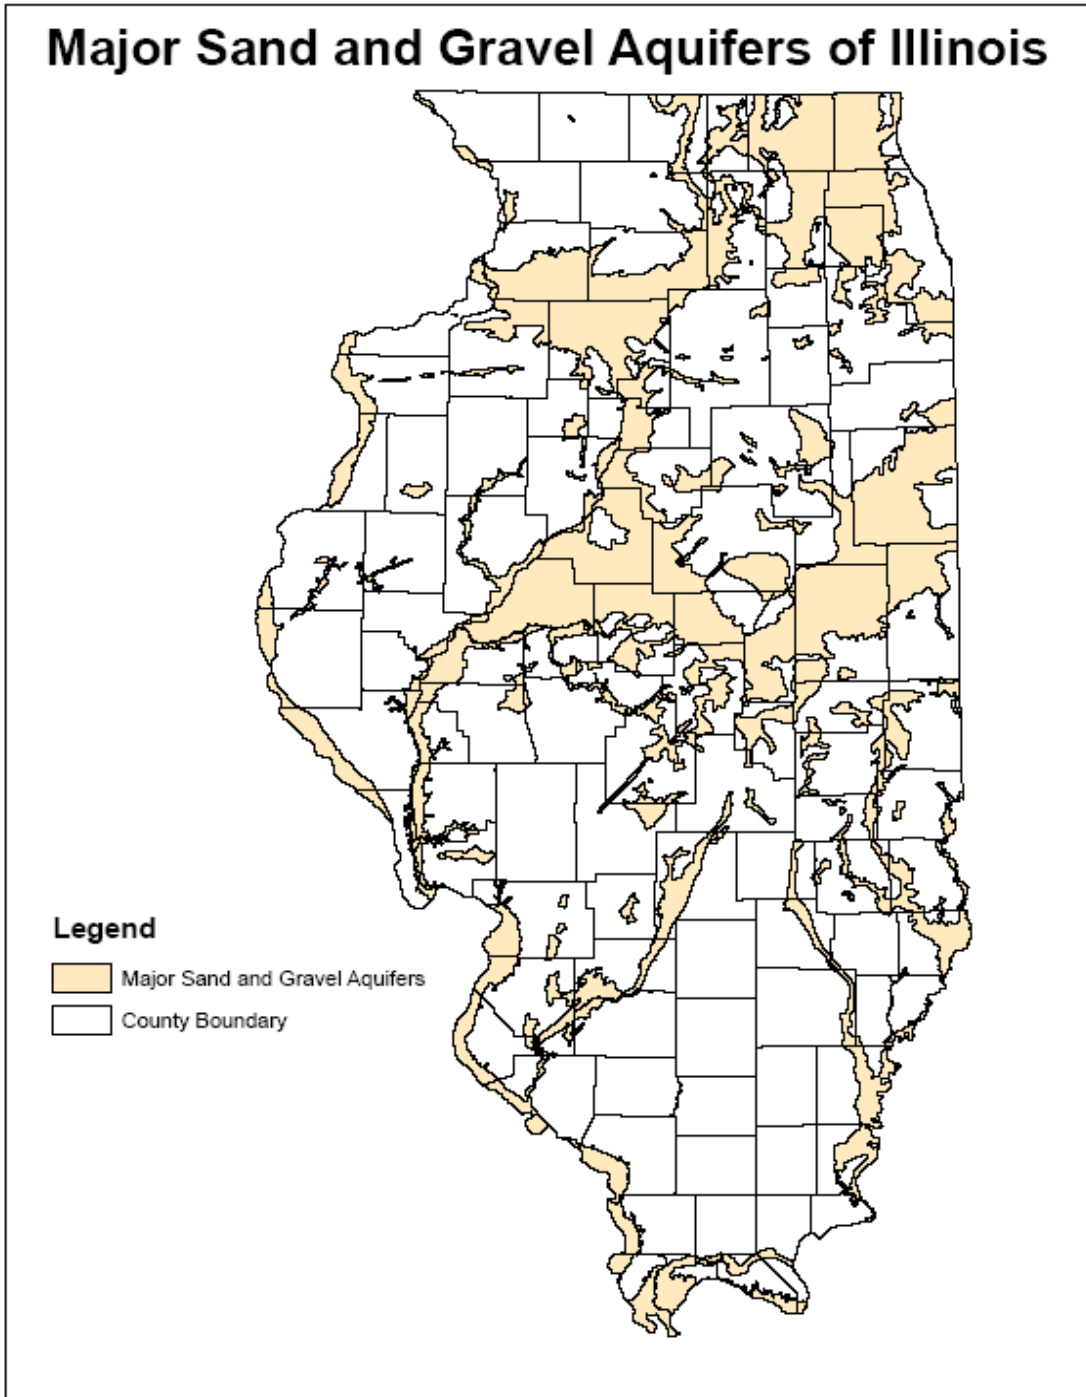 Major Sand and Gravel Aquifers of Illinois
Legend
Major Sand and Gravel Aquifers
County Boundary